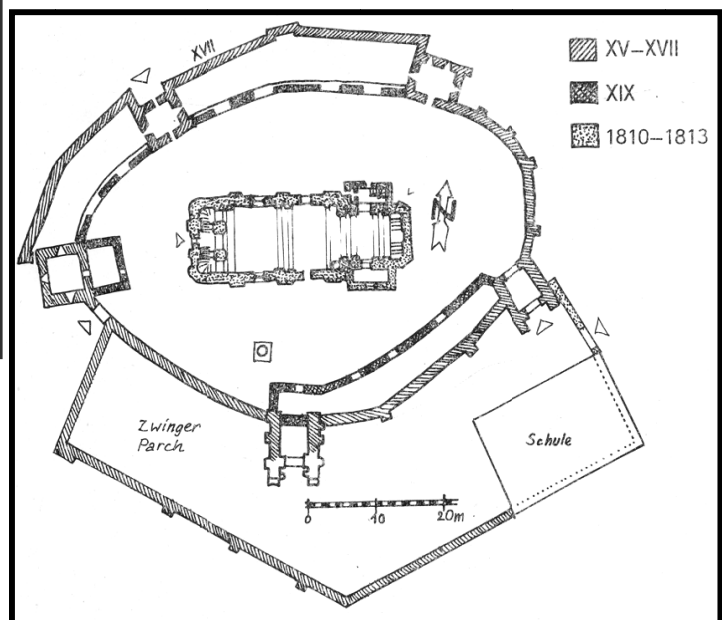 XVII
XV–XVII
XIX
1810–1813
N
Zwinger
Parch
Schule
0 10 20m